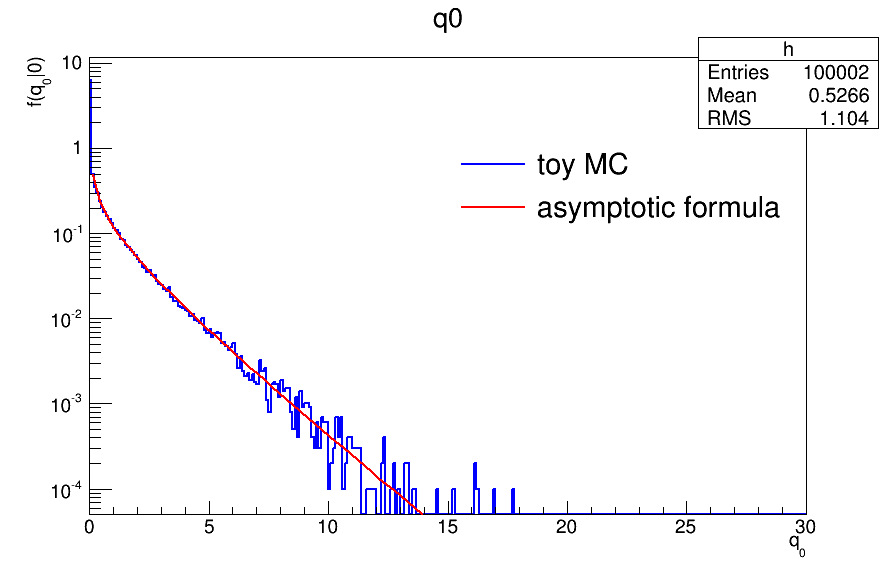 q0
h
Entries 100002
Mean 0.5266
RMS 1.104
f(q₀|0)
10
1
10⁻¹
10⁻²
10⁻³
10⁻⁴
toy MC
asymptotic formula
0 5 10 15 20 25 30
q₀